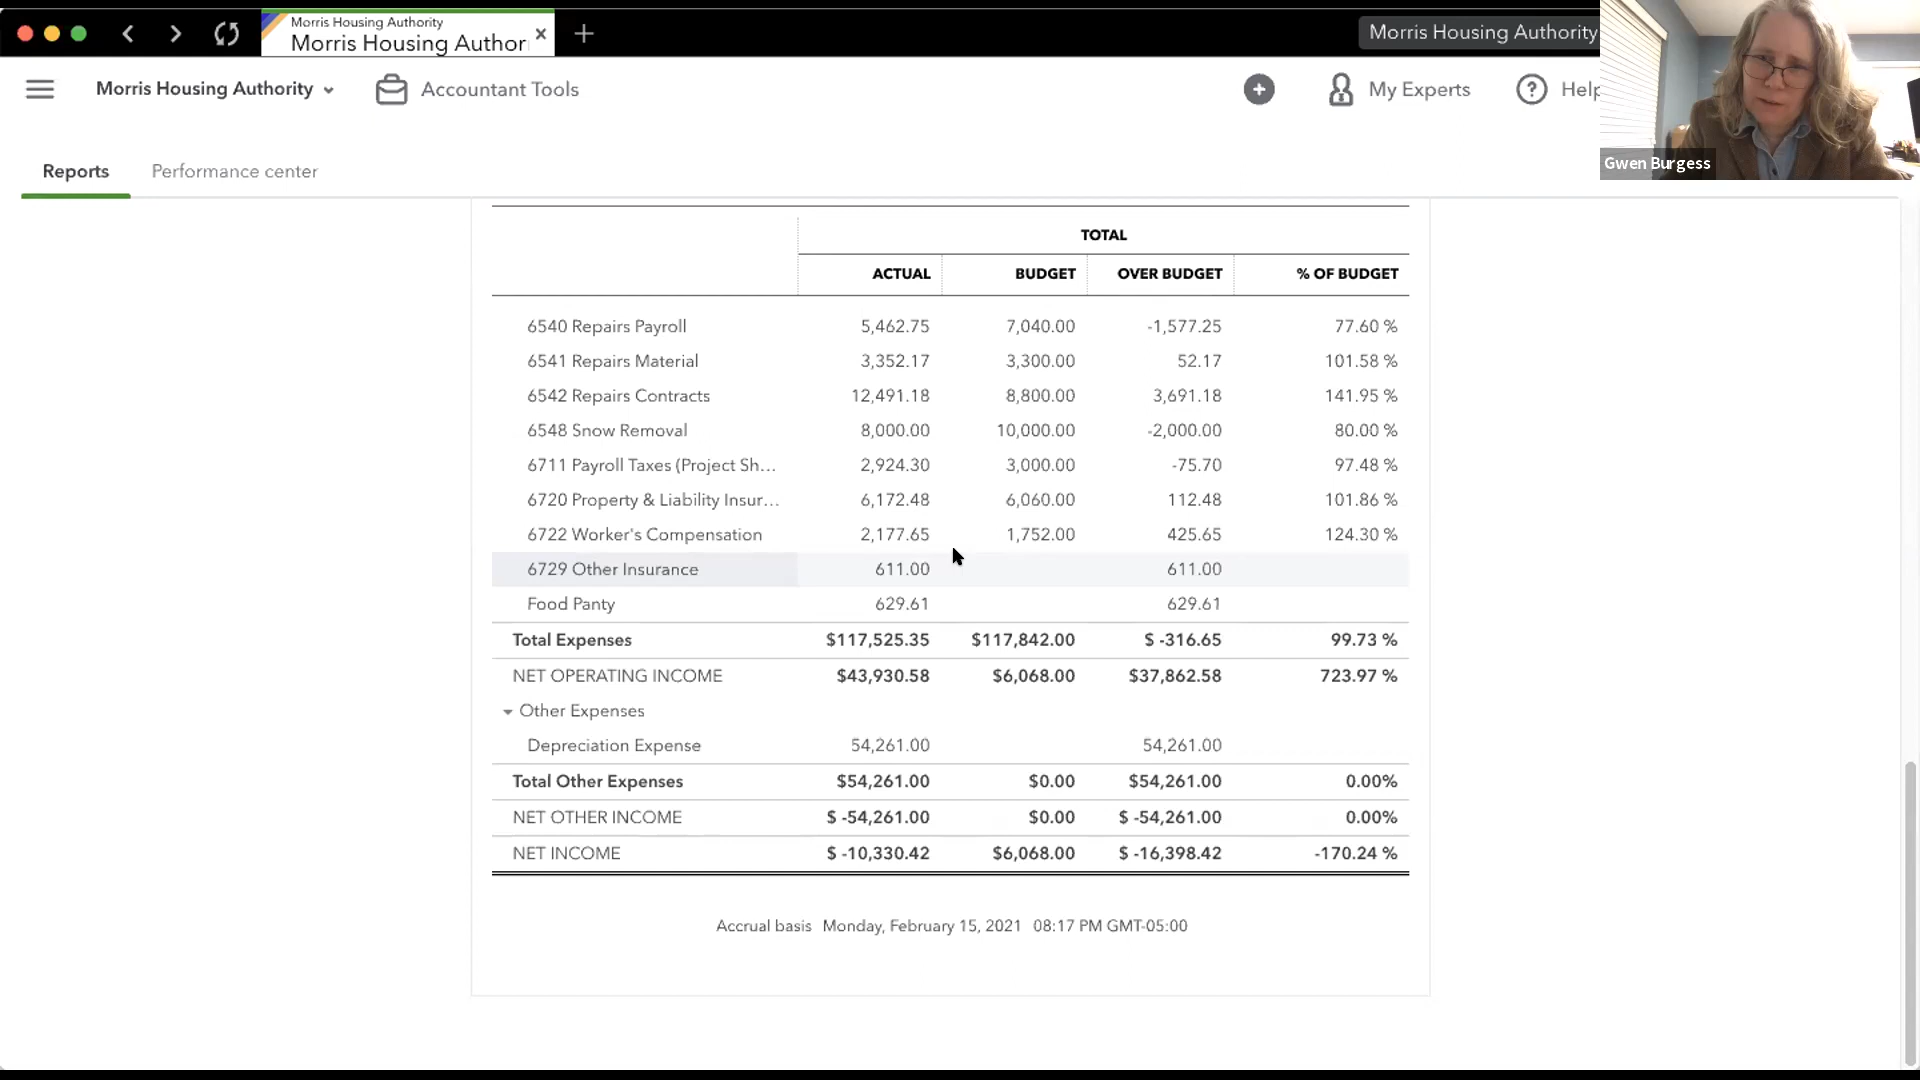 Morris Housing Authority
Morris Housing Author
Morris Housing Authority
Morris Housing Authority
Accountant Tools
My Experts
Help
Gwen Burgess
Reports
Performance center
TOTAL
ACTUAL BUDGET OVER BUDGET % OF BUDGET
6540 Repairs Payroll 5,462.75 7,040.00 -1,577.25 77.60 %
6541 Repairs Material 3,352.17 3,300.00 52.17 101.58 %
6542 Repairs Contracts 12,491.18 8,800.00 3,691.18 141.95 %
6548 Snow Removal 8,000.00 10,000.00 -2,000.00 80.00 %
6711 Payroll Taxes (Project Sh... 2,924.30 3,000.00 -75.70 97.48 %
6720 Property & Liability Insur... 6,172.48 6,060.00 112.48 101.86 %
6722 Worker's Compensation 2,177.65 1,752.00 425.65 124.30 %
6729 Other Insurance 611.00 611.00
Food Panty 629.61 629.61
Total Expenses $117,525.35 $117,842.00 $ -316.65 99.73 %
NET OPERATING INCOME $43,930.58 $6,068.00 $37,862.58 723.97 %
Other Expenses
Depreciation Expense 54,261.00 54,261.00
Total Other Expenses $54,261.00 $0.00 $54,261.00 0.00%
NET OTHER INCOME $ -54,261.00 $0.00 $ -54,261.00 0.00%
NET INCOME $ -10,330.42 $6,068.00 $ -16,398.42 -170.24 %
Accrual basis Monday, February 15, 2021 08:17 PM GMT-05:00